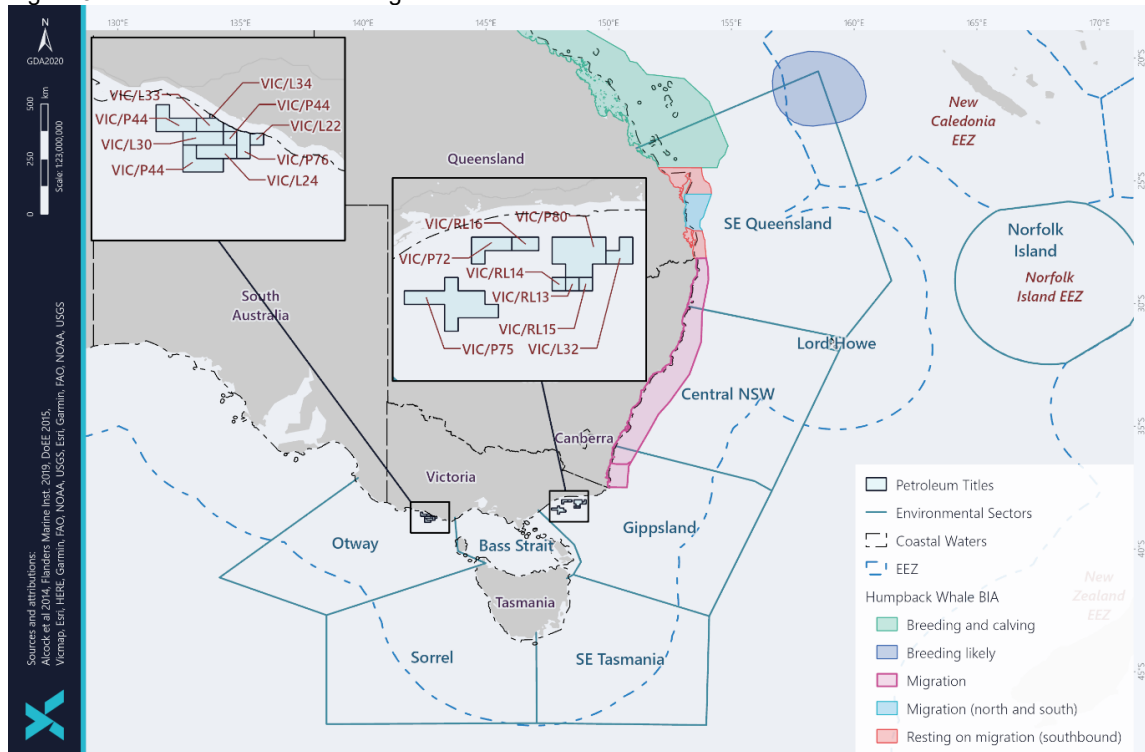 130°E
135°E
140°E
145°E
150°E
155°E
160°E
165°E
170°E
N
GDA2020
500
km
250
0
Scale: 1:23,000,000
VIC/L34
VIC/L33
VIC/P44
VIC/P44
VIC/L22
VIC/L30
VIC/P76
VIC/P44
VIC/L24
20°S
New
Caledonia
EEZ
Queensland
VIC/RL16
VIC/P80
VIC/P72
VIC/RL14
VIC/RL13
VIC/RL15
VIC/P75
VIC/L32
25°S
SE Queensland
Norfolk
Island
Norfolk
Island EEZ
South
Australia
30°S
Lord Howe
Central NSW
Canberra
35°S
Victoria
Gippsland
Otway
Bass Strait
40°S
Tasmania
New
Zealand
EEZ
Sorrel
SE Tasmania
45°S
Petroleum Titles
Environmental Sectors
Coastal Waters
EEZ
Humpback Whale BIA
Breeding and calving
Breeding likely
Migration
Migration (north and south)
Resting on migration (southbound)
Sources and attributions:
Alcock et al 2014, Flanders Marine Inst. 2019, DoEE 2015,
Vicmap, Esri, HERE, Garmin, FAO, NOAA, USGS, Esri, Garmin, FAO, NOAA, USGS